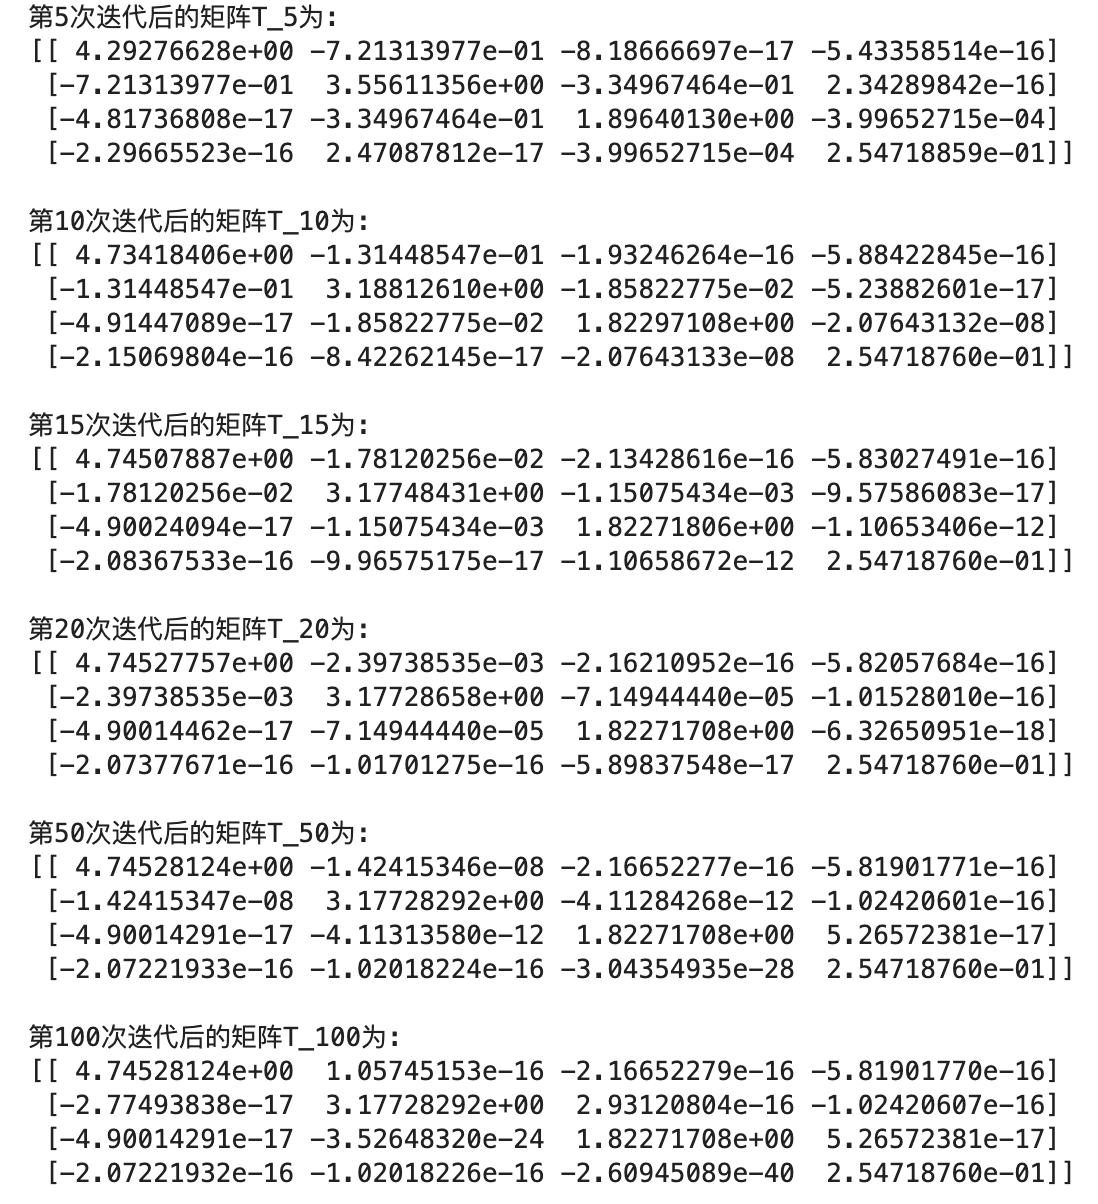 第5次迭代后的矩阵T_5为:
[[ 4.29276628e+00 -7.21313977e-01 -8.18666697e-17 -5.43358514e-16]
[-7.21313977e-01 3.55611356e+00 -3.34967464e-01 2.34289842e-16]
[-4.81736808e-17 -3.34967464e-01 1.89640130e+00 -3.99652715e-04]
[-2.29665523e-16 2.47087812e-17 -3.99652715e-04 2.54718859e-01]]
第10次迭代后的矩阵T_10为:
[[ 4.73418406e+00 -1.31448547e-01 -1.93246264e-16 -5.88422845e-16]
[-1.31448547e-01 3.18812610e+00 -1.85822775e-02 -5.23882601e-17]
[-4.91447089e-17 -1.85822775e-02 1.82297108e+00 -2.07643132e-08]
[-2.15069804e-16 -8.42262145e-17 -2.07643133e-08 2.54718760e-01]]
第15次迭代后的矩阵T_15为:
[[ 4.74507887e+00 -1.78120256e-02 -2.13428616e-16 -5.83027491e-16]
[-1.78120256e-02 3.17748431e+00 -1.15075434e-03 -9.57586083e-17]
[-4.90024094e-17 -1.15075434e-03 1.82271806e+00 -1.10653406e-12]
[-2.08367533e-16 -9.96575175e-17 -1.10658672e-12 2.54718760e-01]]
第20次迭代后的矩阵T_20为:
[[ 4.74527757e+00 -2.39738535e-03 -2.16210952e-16 -5.82057684e-16]
[-2.39738535e-03 3.17728658e+00 -7.14944440e-05 -1.01528010e-16]
[-4.90014462e-17 -7.14944440e-05 1.82271708e+00 -6.32650951e-18]
[-2.07377671e-16 -1.01701275e-16 -5.89837548e-17 2.54718760e-01]]
第50次迭代后的矩阵T_50为:
[[ 4.74528124e+00 -1.42415346e-08 -2.16652277e-16 -5.81901771e-16]
[-1.42415347e-08 3.17728292e+00 -4.11284268e-12 -1.02420601e-16]
[-4.90014291e-17 -4.11313580e-12 1.82271708e+00 5.26572381e-17]
[-2.07221933e-16 -1.02018224e-16 -3.04354935e-28 2.54718760e-01]]
第100次迭代后的矩阵T_100为:
[[ 4.74528124e+00 1.05745153e-16 -2.16652279e-16 -5.81901770e-16]
[-2.77493838e-17 3.17728292e+00 2.93120804e-16 -1.02420607e-16]
[-4.90014291e-17 -3.52648320e-24 1.82271708e+00 5.26572381e-17]
[-2.07221932e-16 -1.02018226e-16 -2.60945089e-40 2.54718760e-01]]